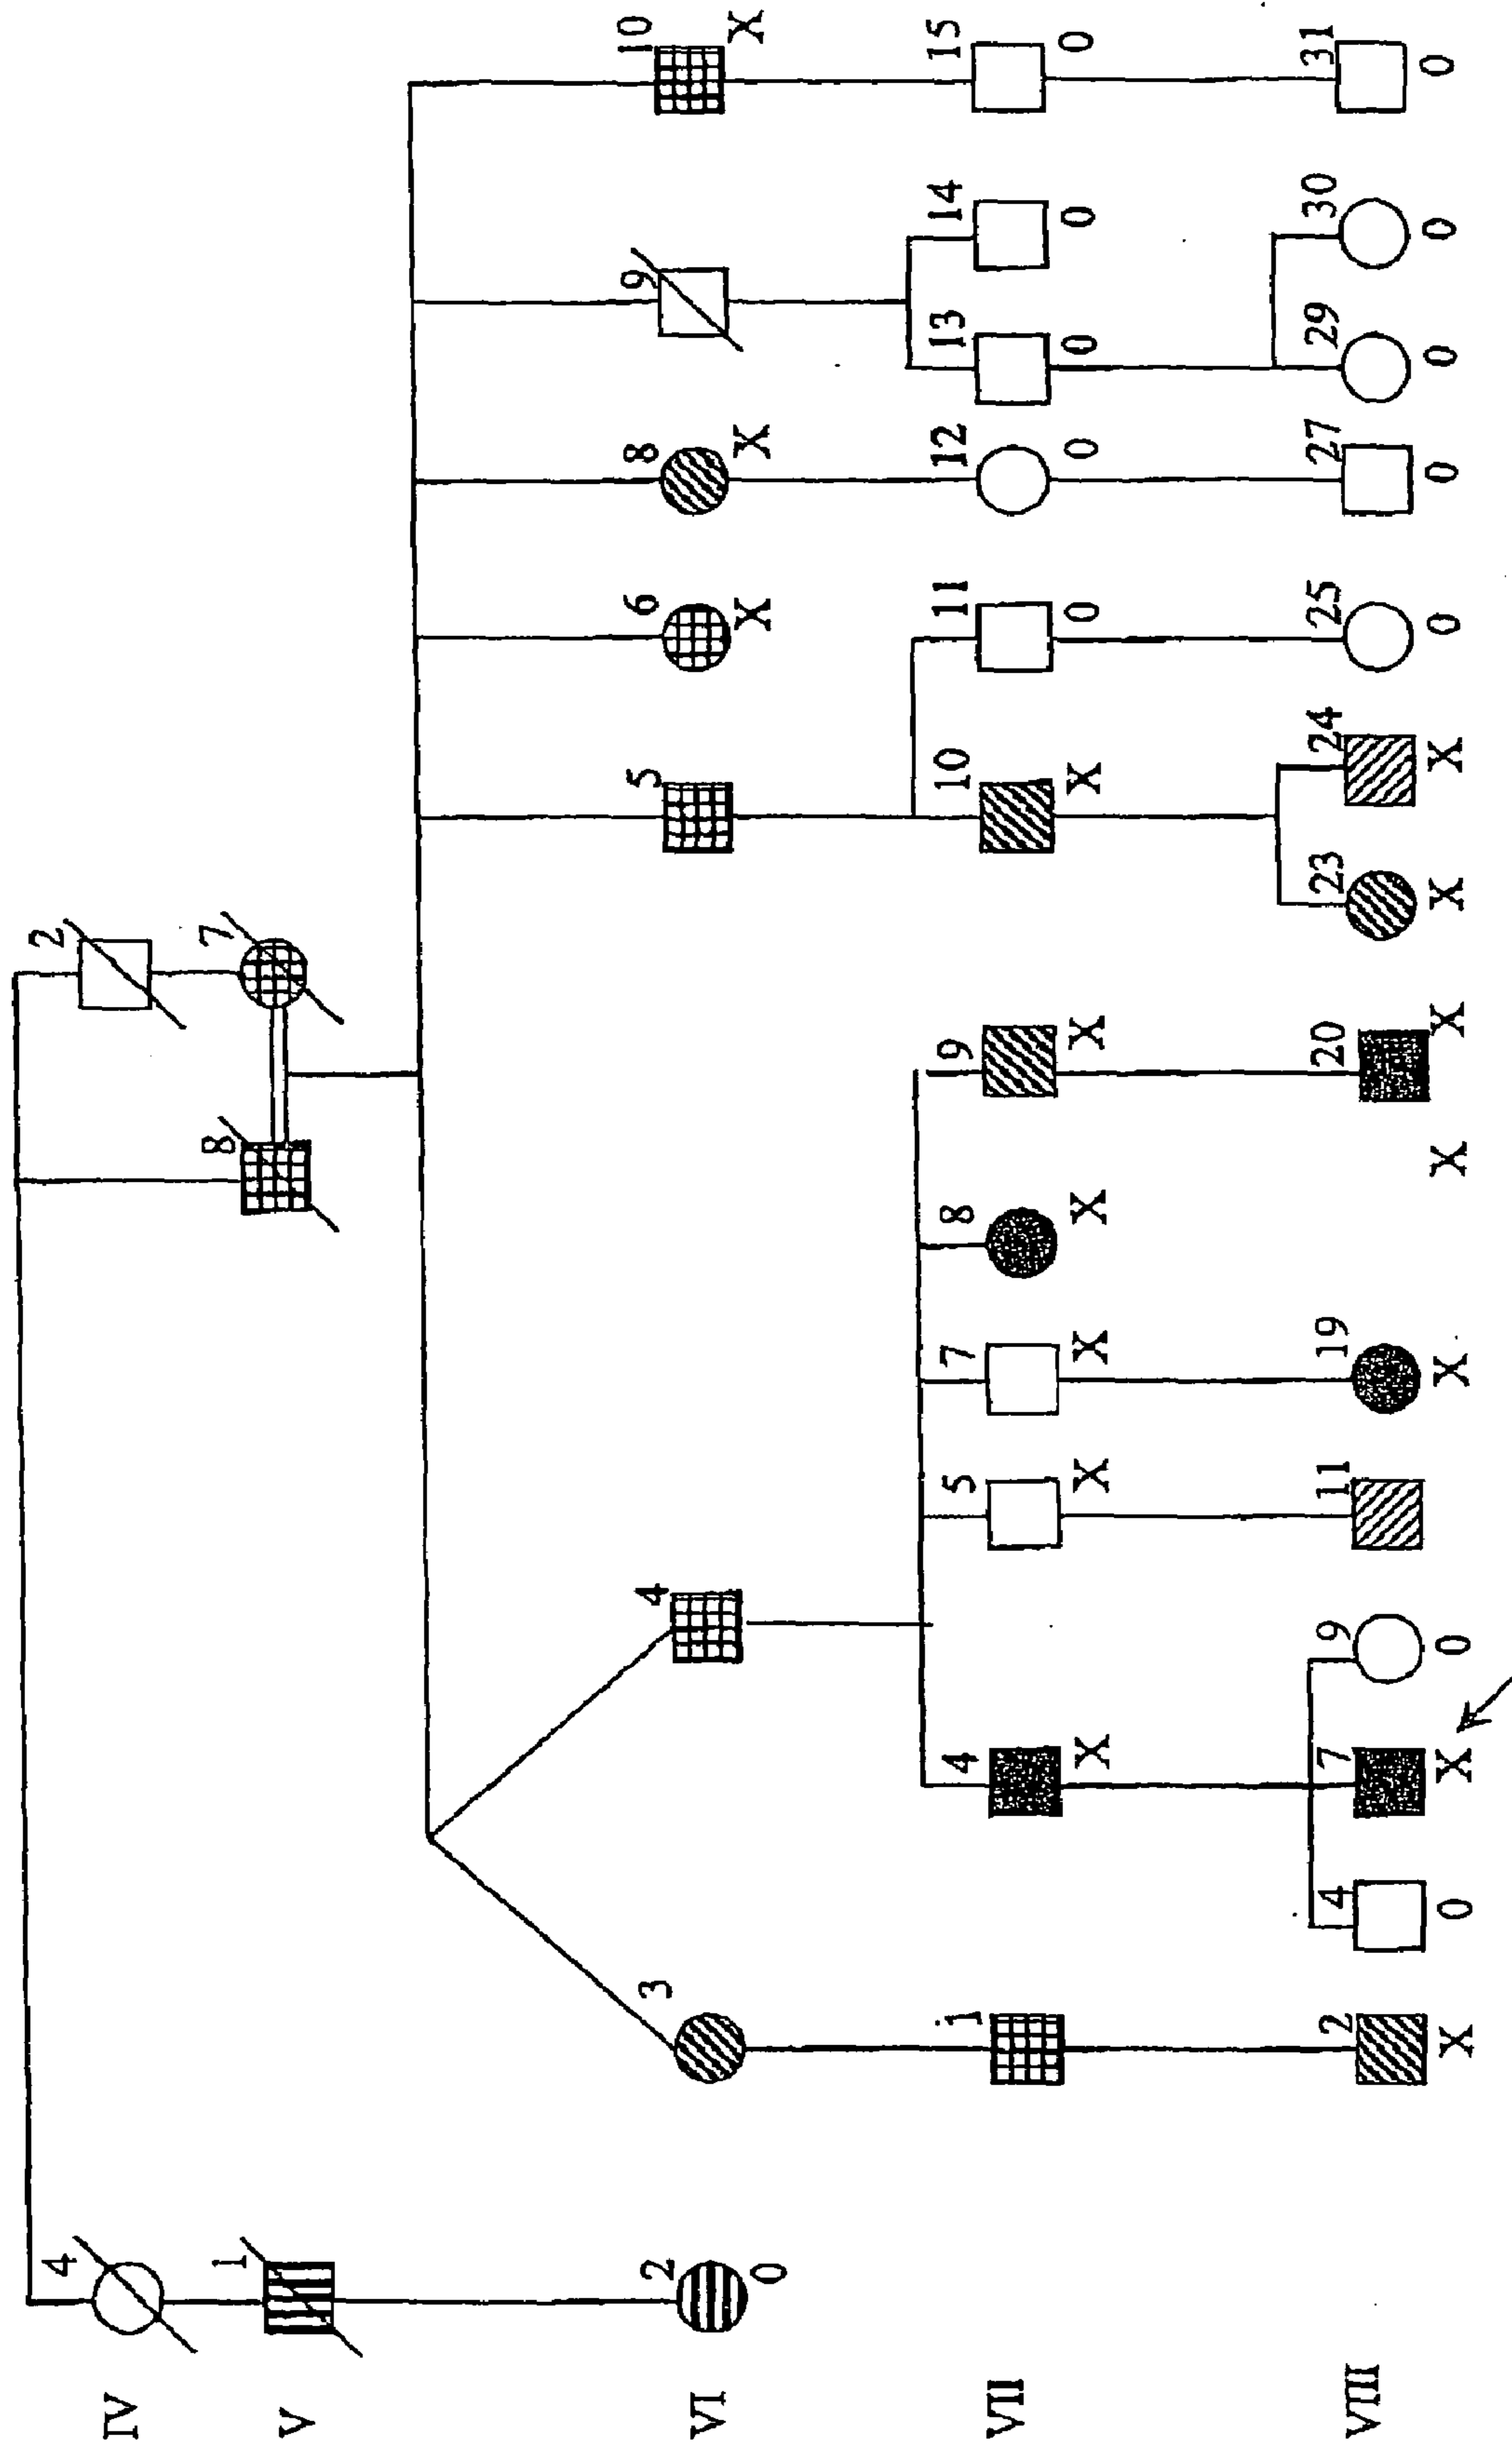 4 2
IV
1 8 7
V
2 3 4 5 6 8 9 10
VI
0 X X X
1 4 5 7 8 9 10 11 12 13 14 15
VII
X X X X X X 0 0 0 0 0
2 4 7 9 11 19 20 23 24 25 27 29 30 31
VIII
X 0 X 0 X X X X X 0 0 0 0 0